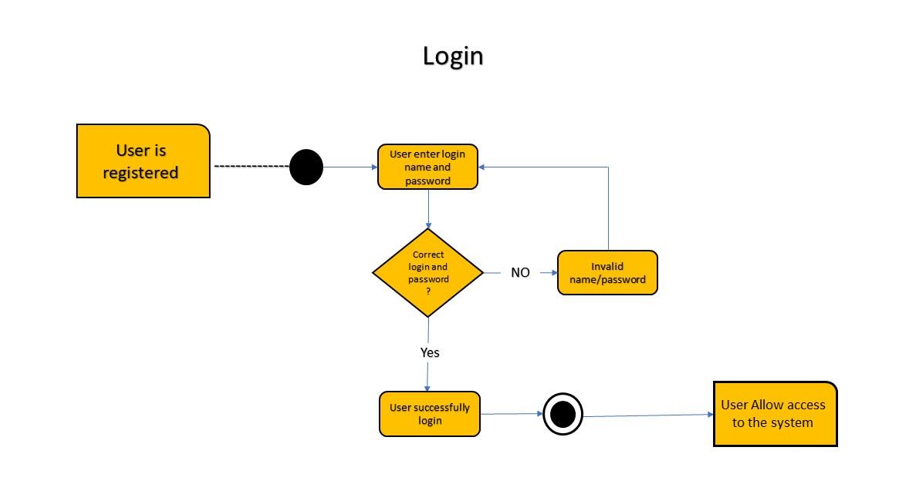 Login
User is
registered
User enter login
name and
password
Correct
login and
password
?
NO
Invalid
name/password
Yes
User successfully
login
User Allow access
to the system